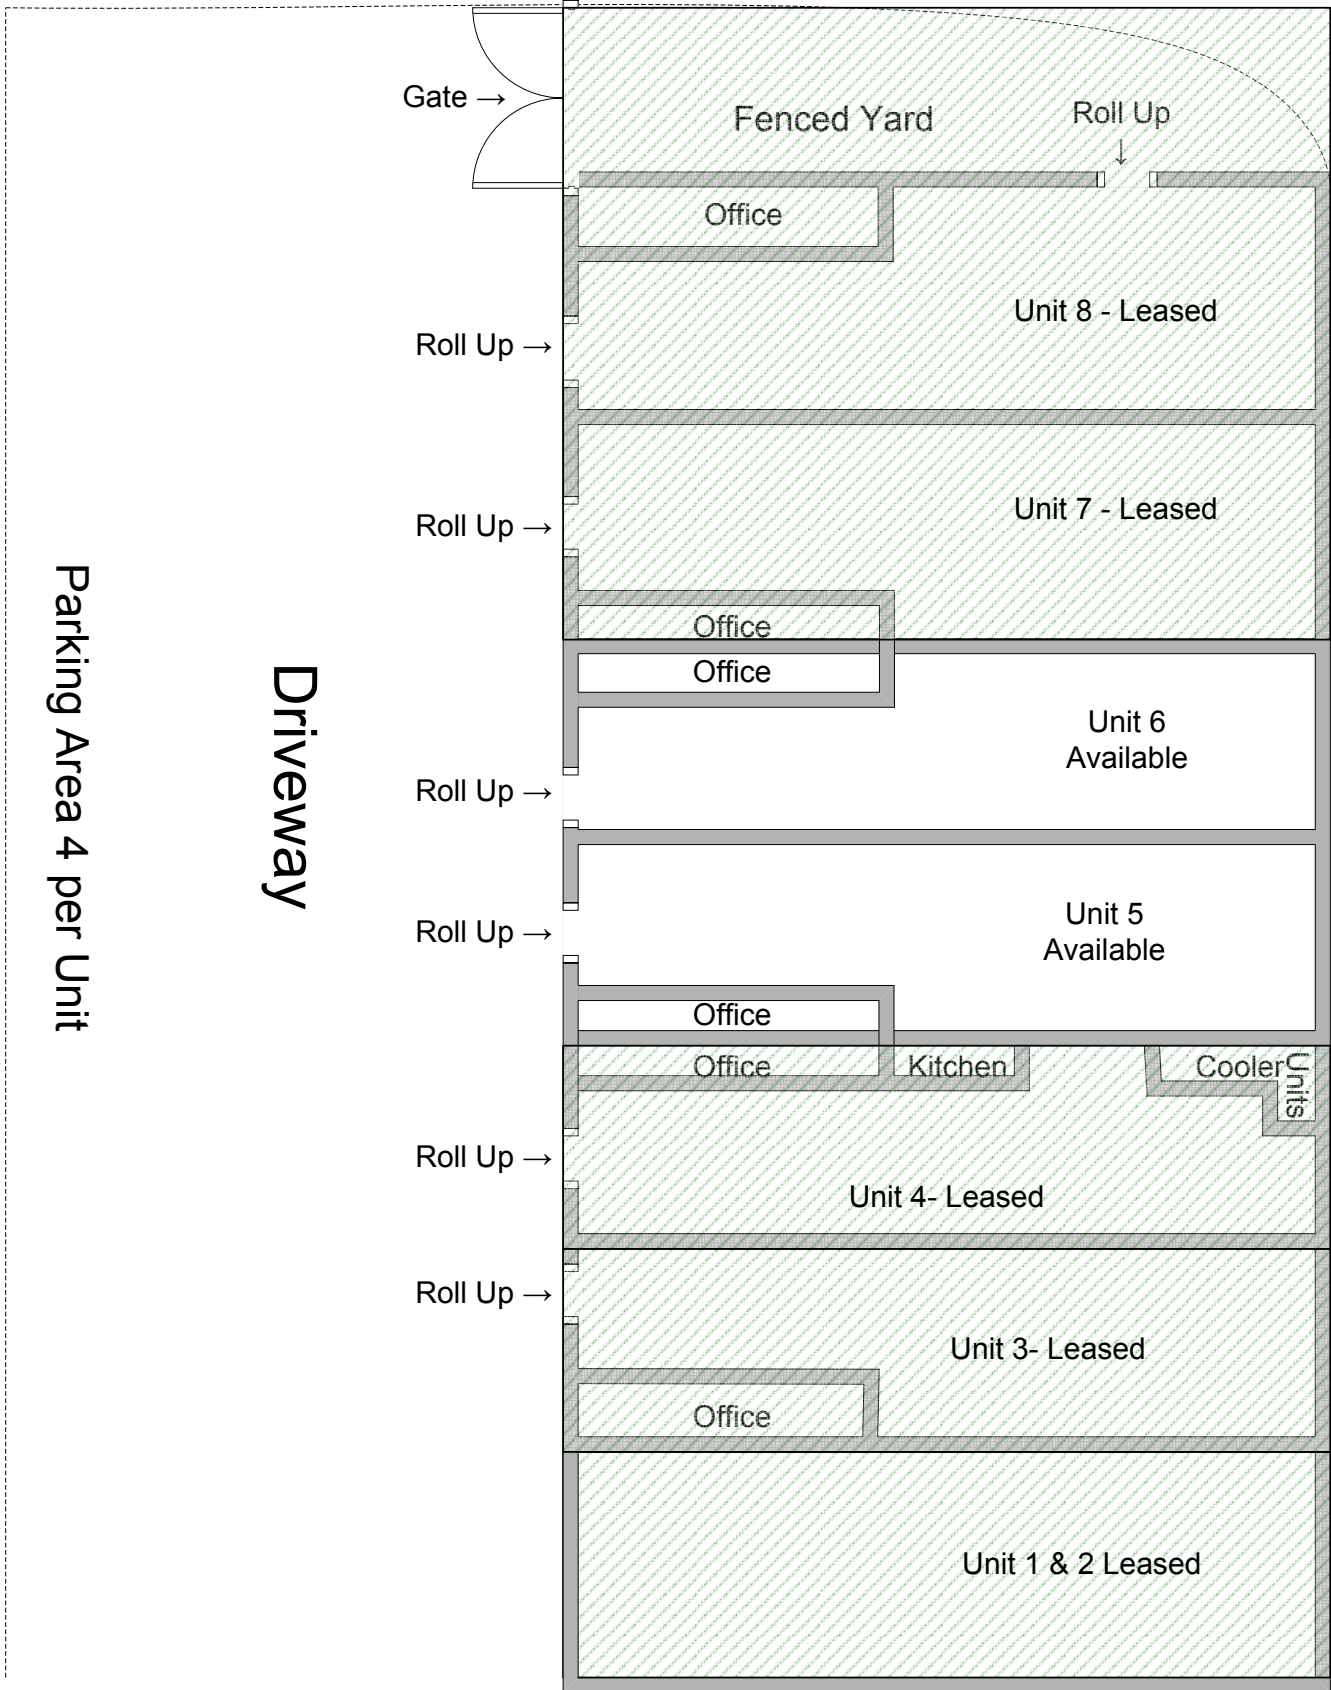 Gate →
Fenced Yard
Roll Up
↓
Office
Unit 8 - Leased
Roll Up →
Unit 7 - Leased
Roll Up →
Office
Office
Unit 6
Available
Roll Up →
Unit 5
Available
Roll Up →
Office
Office
Kitchen
Cooler
Units
Roll Up →
Unit 4- Leased
Roll Up →
Unit 3- Leased
Office
Unit 1 & 2 Leased
Driveway
Parking Area 4 per Unit